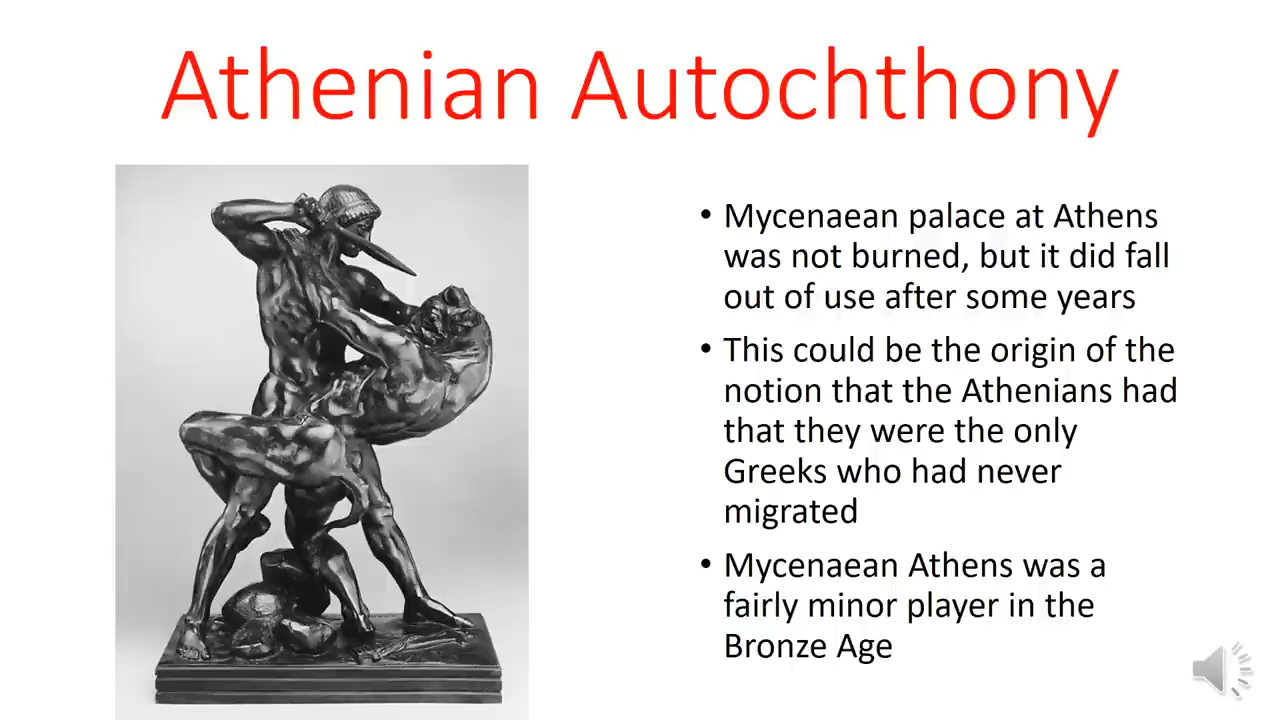 Athenian Autochthony
• Mycenaean palace at Athens
was not burned, but it did fall
out of use after some years
• This could be the origin of the
notion that the Athenians had
that they were the only
Greeks who had never
migrated
• Mycenaean Athens was a
fairly minor player in the
Bronze Age